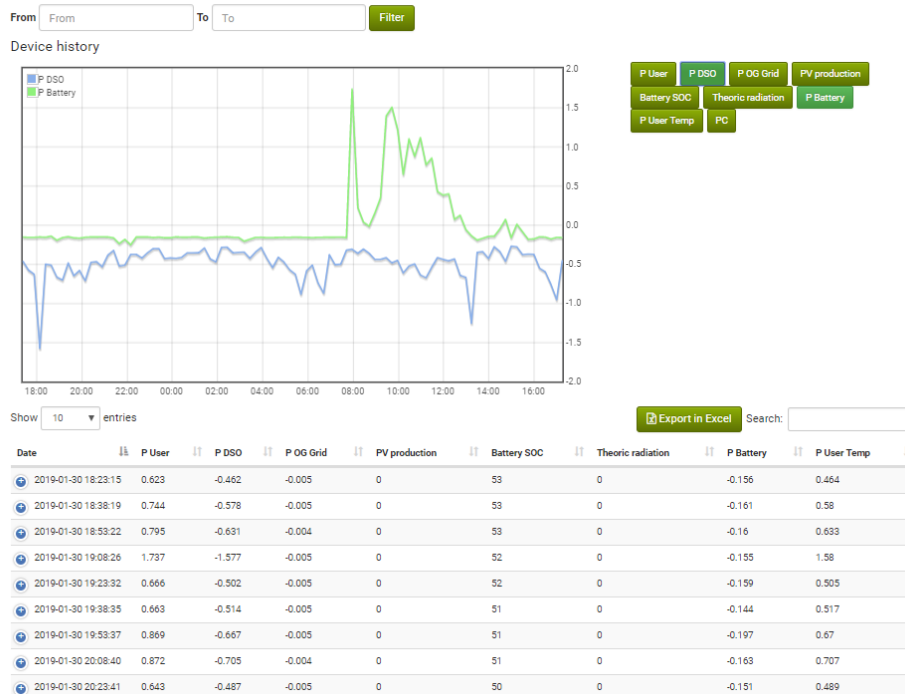 From From To To Filter
Device history
P DSO
P Battery
2.0
1.5
1.0
0.5
0.0
-0.5
-1.0
-1.5
-2.0
18:00 20:00 22:00 00:00 02:00 04:00 06:00 08:00 10:00 12:00 14:00 16:00
P User P DSO P OG Grid PV production
Battery SOC Theoric radiation P Battery
P User Temp PC
Show 10 entries Export in Excel Search:
Date P User P DSO P OG Grid PV production Battery SOC Theoric radiation P Battery P User Temp
2019-01-30 18:23:15 0.623 -0.462 -0.005 0 53 0 -0.156 0.464
2019-01-30 18:38:19 0.744 -0.578 -0.005 0 53 0 -0.161 0.58
2019-01-30 18:53:22 0.795 -0.631 -0.004 0 53 0 -0.16 0.633
2019-01-30 19:08:26 1.737 -1.577 -0.005 0 52 0 -0.155 1.58
2019-01-30 19:23:32 0.666 -0.502 -0.005 0 52 0 -0.159 0.505
2019-01-30 19:38:35 0.663 -0.514 -0.005 0 51 0 -0.144 0.517
2019-01-30 19:53:37 0.869 -0.667 -0.005 0 51 0 -0.197 0.67
2019-01-30 20:08:40 0.872 -0.705 -0.004 0 51 0 -0.163 0.707
2019-01-30 20:23:41 0.643 -0.487 -0.005 0 50 0 -0.151 0.489